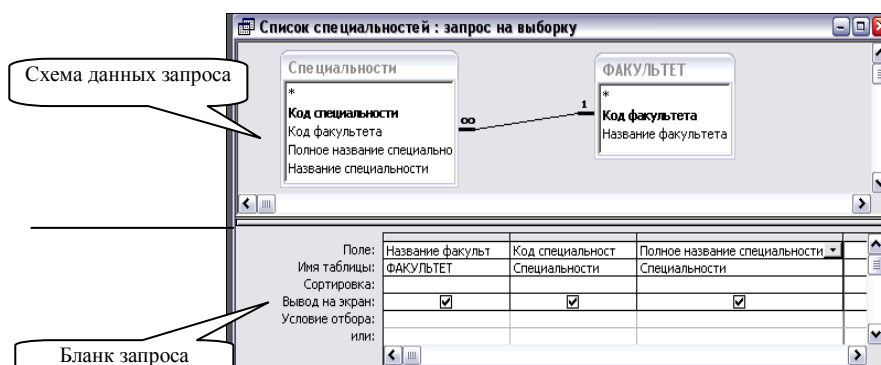 Список специальностей : запрос на выборку
Схема данных запроса
Специальности
*
Код специальности
Код факультета
Полное название специально
Название специальности
∞
1
ФАКУЛЬТЕТ
*
Код факультета
Название факультета
Поле: Название факульт Код специальност Полное название специальности
Имя таблицы: ФАКУЛЬТЕТ Специальности Специальности
Сортировка:
Вывод на экран:
Условие отбора:
или:
Бланк запроса